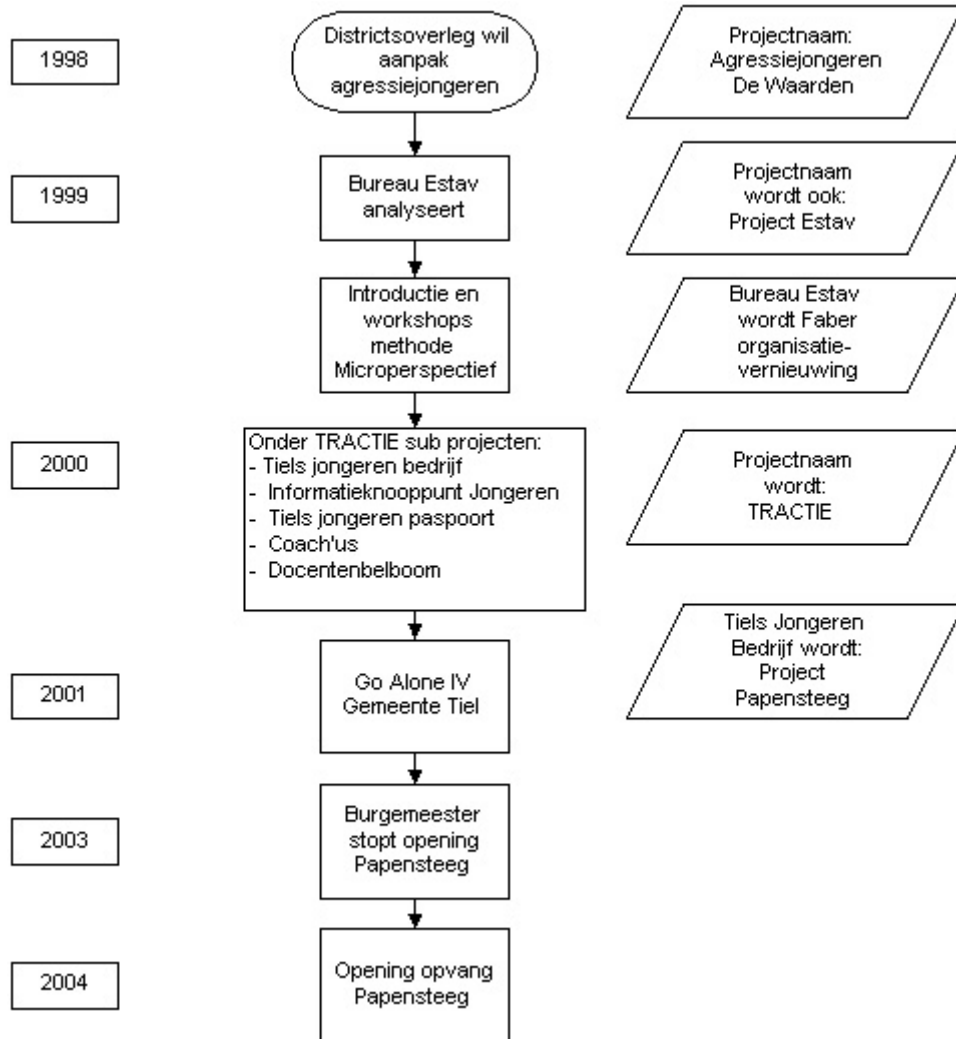 1998
Districtsoverleg wil
aanpak
agressiejongeren
Projectnaam:
Agressiejongeren
De Waarden
1999
Bureau Estav
analyseert
Projectnaam
wordt ook:
Project Estav
Introductie en
workshops
methode
Microperspectief
Bureau Estav
wordt Faber
organisatie-
vernieuwing
2000
Onder TRACTIE sub projecten:
- Tiels jongeren bedrijf
- Informatieknooppunt Jongeren
- Tiels jongeren paspoort
- Coach'us
- Docentenbelboom
Projectnaam
wordt:
TRACTIE
2001
Go Alone IV
Gemeente Tiel
Tiels Jongeren
Bedrijf wordt:
Project
Papensteeg
2003
Burgemeester
stopt opening
Papensteeg
2004
Opening opvang
Papensteeg